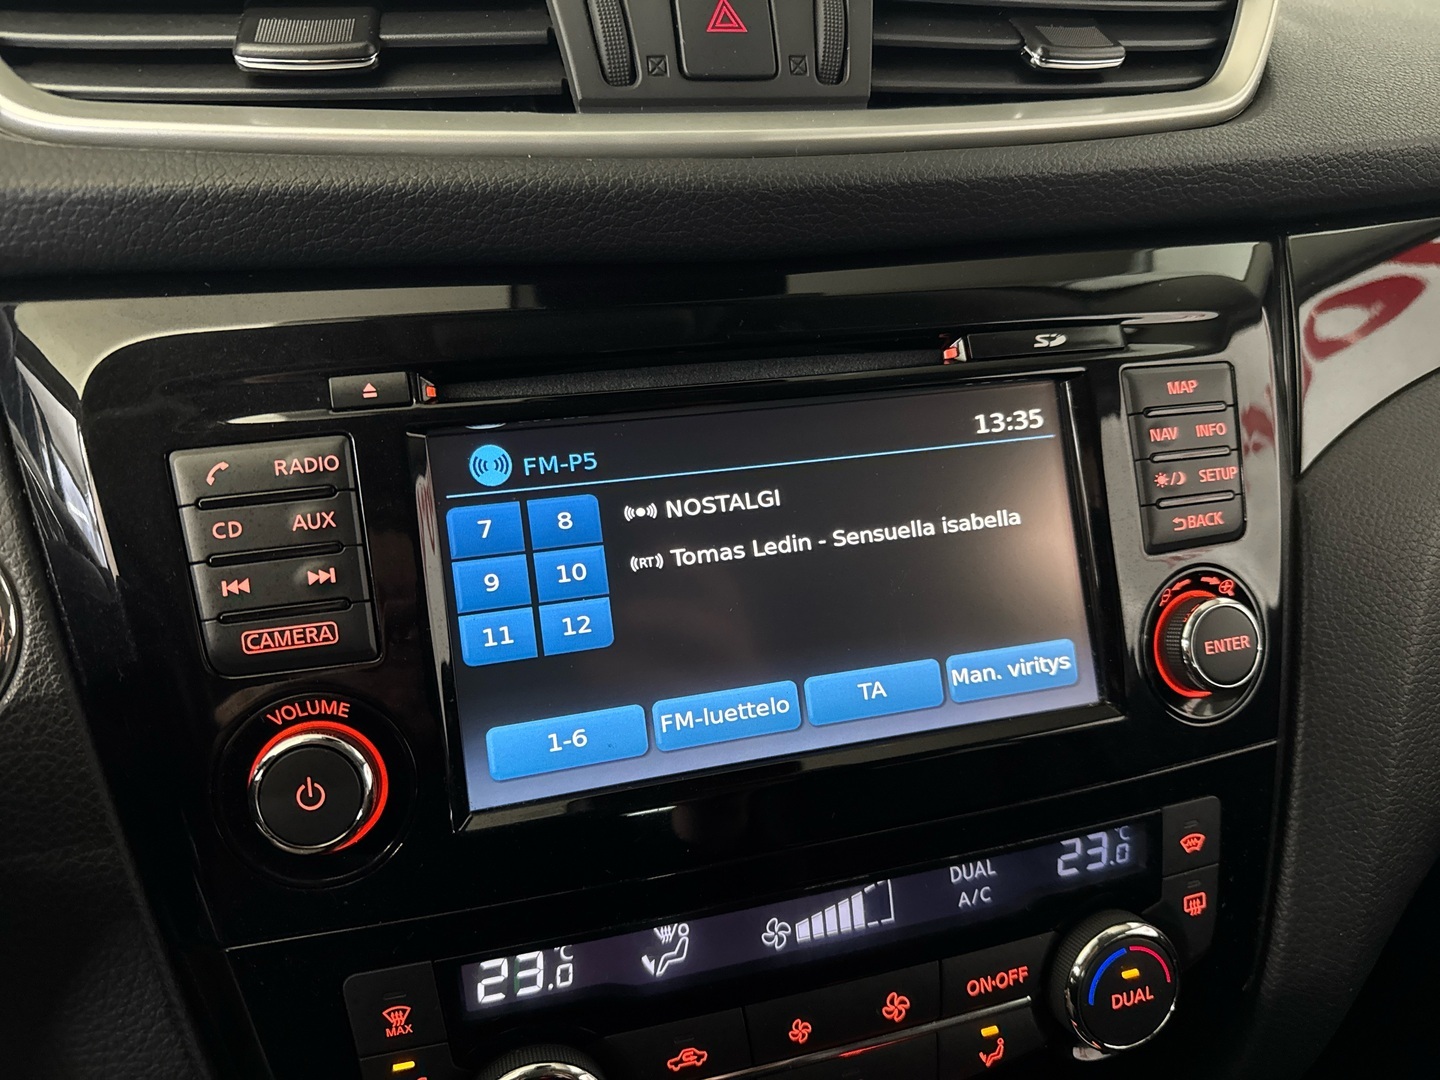 SD
MAP
13:35
NAV INFO
FM-P5
RADIO
SETUP
7 8
NOSTALGI
CD AUX
BACK
9 10
RT Tomas Ledin - Sensuella isabella
11 12
CAMERA
ENTER
1-6 FM-luettelo TA Man. viritys
VOLUME
DUAL
23.0 °C
A/C
23.0 °C
ON·OFF
DUAL
MAX